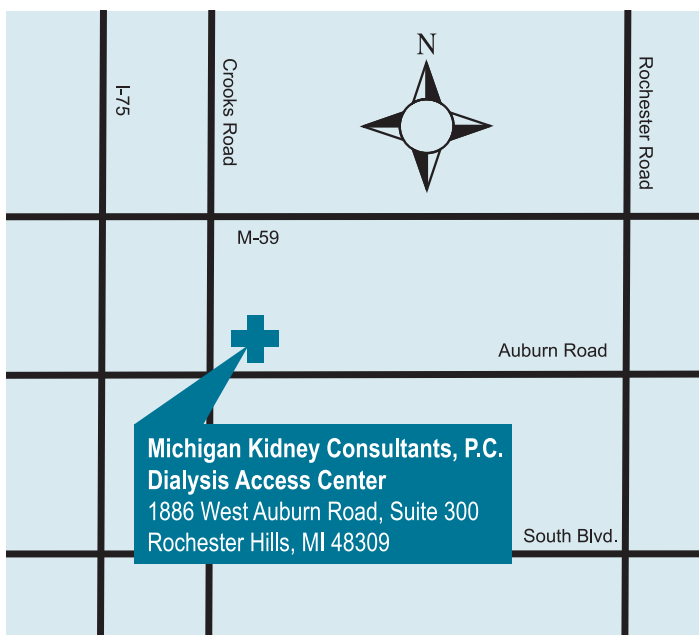 N
I-75
Crooks Road
Rochester Road
M-59
Auburn Road
Michigan Kidney Consultants, P.C.
Dialysis Access Center
1886 West Auburn Road, Suite 300
Rochester Hills, MI 48309
South Blvd.